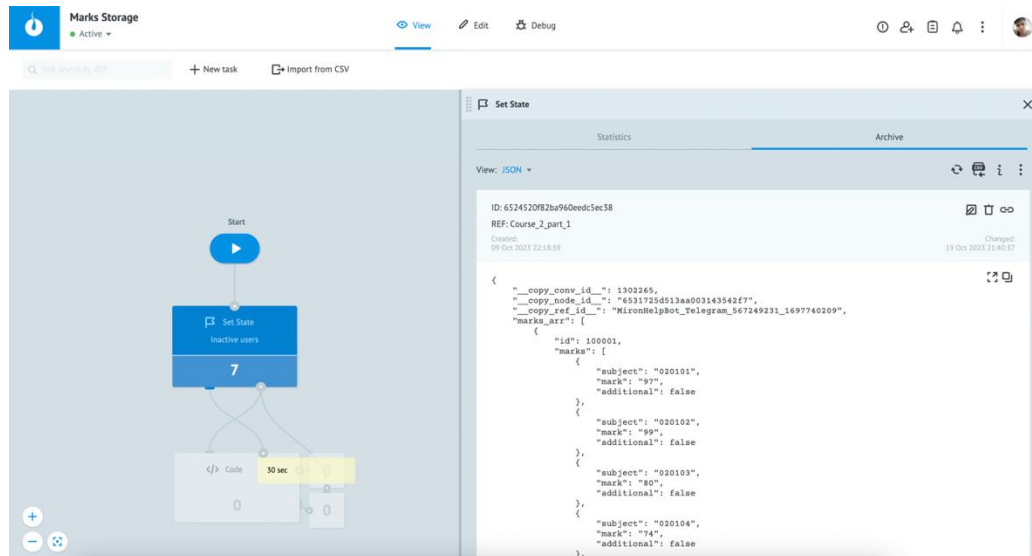 Marks Storage
Active
View
Edit
Debug
New task
Import from CSV
Set State
Statistics
Archive
View: JSON
ID: 6524520f82ba960eedc5ec38
REF: Course_2_part_1
Created:
09 Oct 2023 22:18:39
Changed:
19 Oct 2023 21:40:37
Start
Set State
Inactive users
7
</> Code
0
30 sec
0
0
{
"__copy_conv_id__": 1302265,
"__copy_node_id__": "6531725d513aa003143542f7",
"__copy_ref_id__": "MironHelpBot_Telegram_567249231_1697740209",
"marks_arr": [
{
"id": 100001,
"marks": [
{
"subject": "020101",
"mark": "97",
"additional": false
},
{
"subject": "020102",
"mark": "99",
"additional": false
},
{
"subject": "020103",
"mark": "80",
"additional": false
},
{
"subject": "020104",
"mark": "74",
"additional": false
},